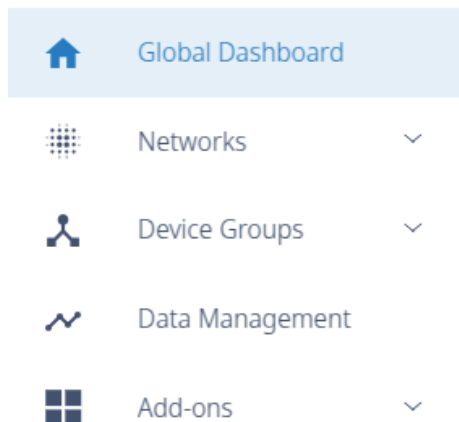 Global Dashboard
Networks
Device Groups
Data Management
Add-ons